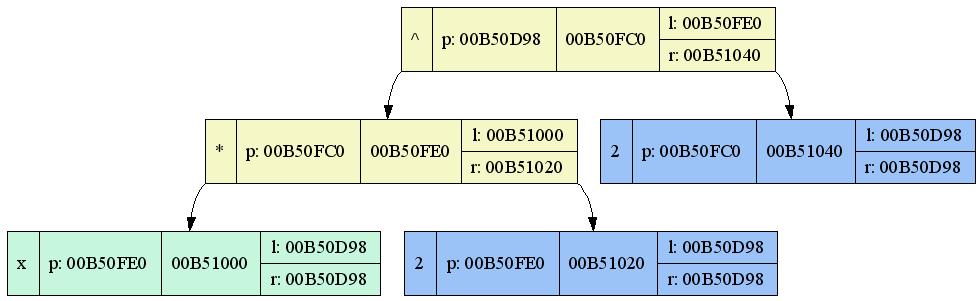 ^ p: 00B50D98 00B50FC0 l: 00B50FE0
r: 00B51040
* p: 00B50FC0 00B50FE0 l: 00B51000
r: 00B51020
2 p: 00B50FC0 00B51040 l: 00B50D98
r: 00B50D98
x p: 00B50FE0 00B51000 l: 00B50D98
r: 00B50D98
2 p: 00B50FE0 00B51020 l: 00B50D98
r: 00B50D98